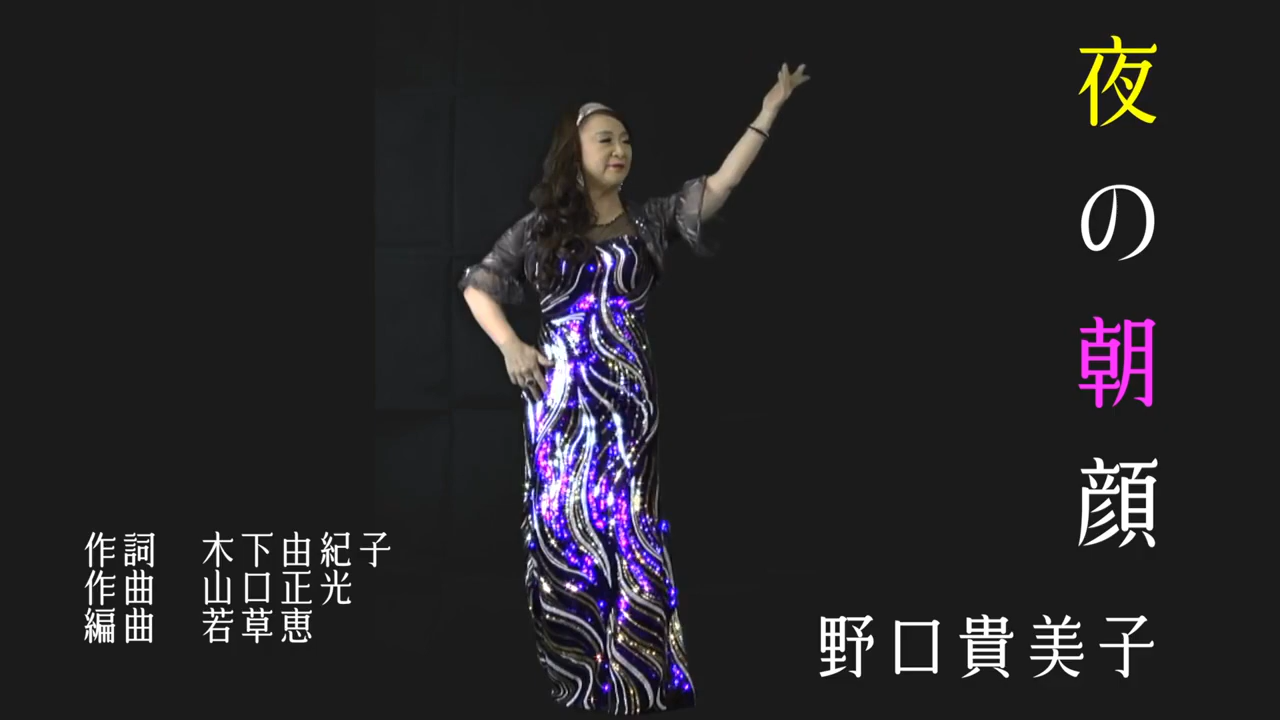 夜の朝顔
野口貴美子
作詞　木下由紀子
作曲　山口正光
編曲　若草恵